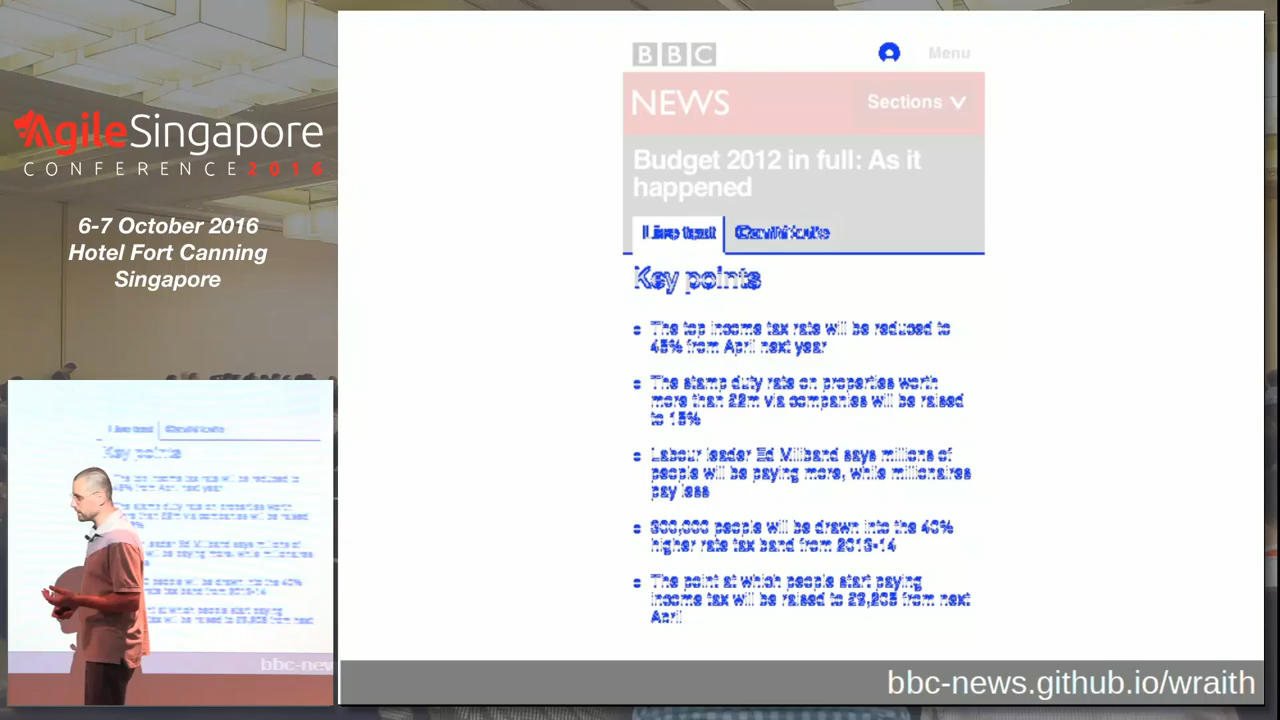 AgileSingapore
CONFERENCE 2016
6-7 October 2016
Hotel Fort Canning
Singapore
BBC
Menu
NEWS
Sections
Budget 2012 in full: As it
happened
Live text
Key points
The top income tax rate will be reduced to
45% from April next year
The stamp duty rate on properties worth
more than £2m via companies will be raised
to 15%
Labour leader Ed Miliband says millions of
people will be paying more, while millionaires
pay less
300,000 people will be drawn into the 40%
higher rate tax band from 2013-14
The point at which people start paying
income tax will be raised to £9,205 from next
April
bbc-news.github.io/wraith
Key points
bbc-new